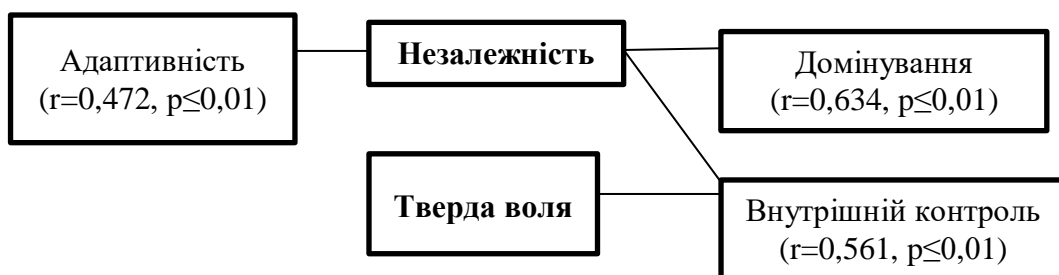 Адаптивність
(r=0,472, p≤0,01)
Незалежність
Домінування
(r=0,634, p≤0,01)
Тверда воля
Внутрішній контроль
(r=0,561, p≤0,01)